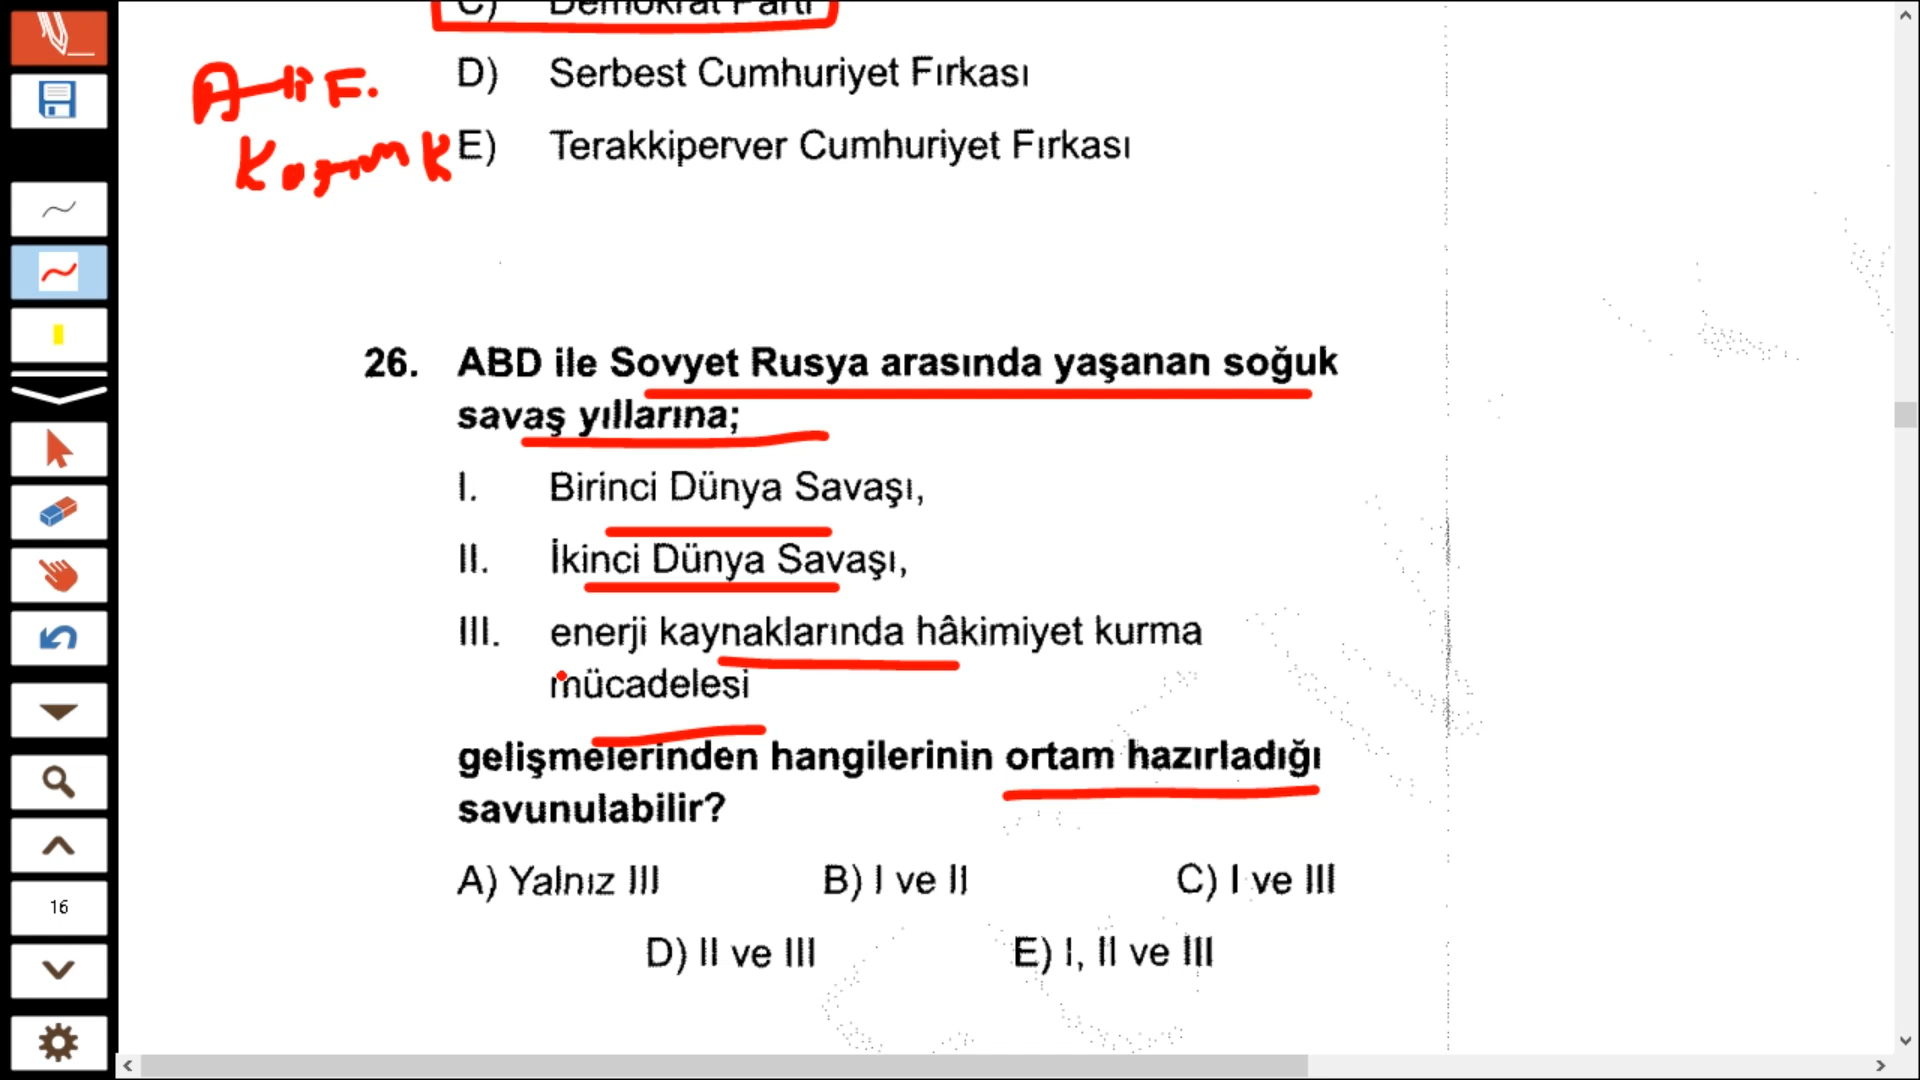 C) Demokrat Parti
D) Serbest Cumhuriyet Fırkası
E) Terakkiperver Cumhuriyet Fırkası
26. ABD ile Sovyet Rusya arasında yaşanan soğuk
savaş yıllarına;
I. Birinci Dünya Savaşı,
II. İkinci Dünya Savaşı,
III. enerji kaynaklarında hâkimiyet kurma
mücadelesi
gelişmelerinden hangilerinin ortam hazırladığı
savunulabilir?
A) Yalnız III B) I ve II C) I ve III
D) II ve III E) I, II ve III
16